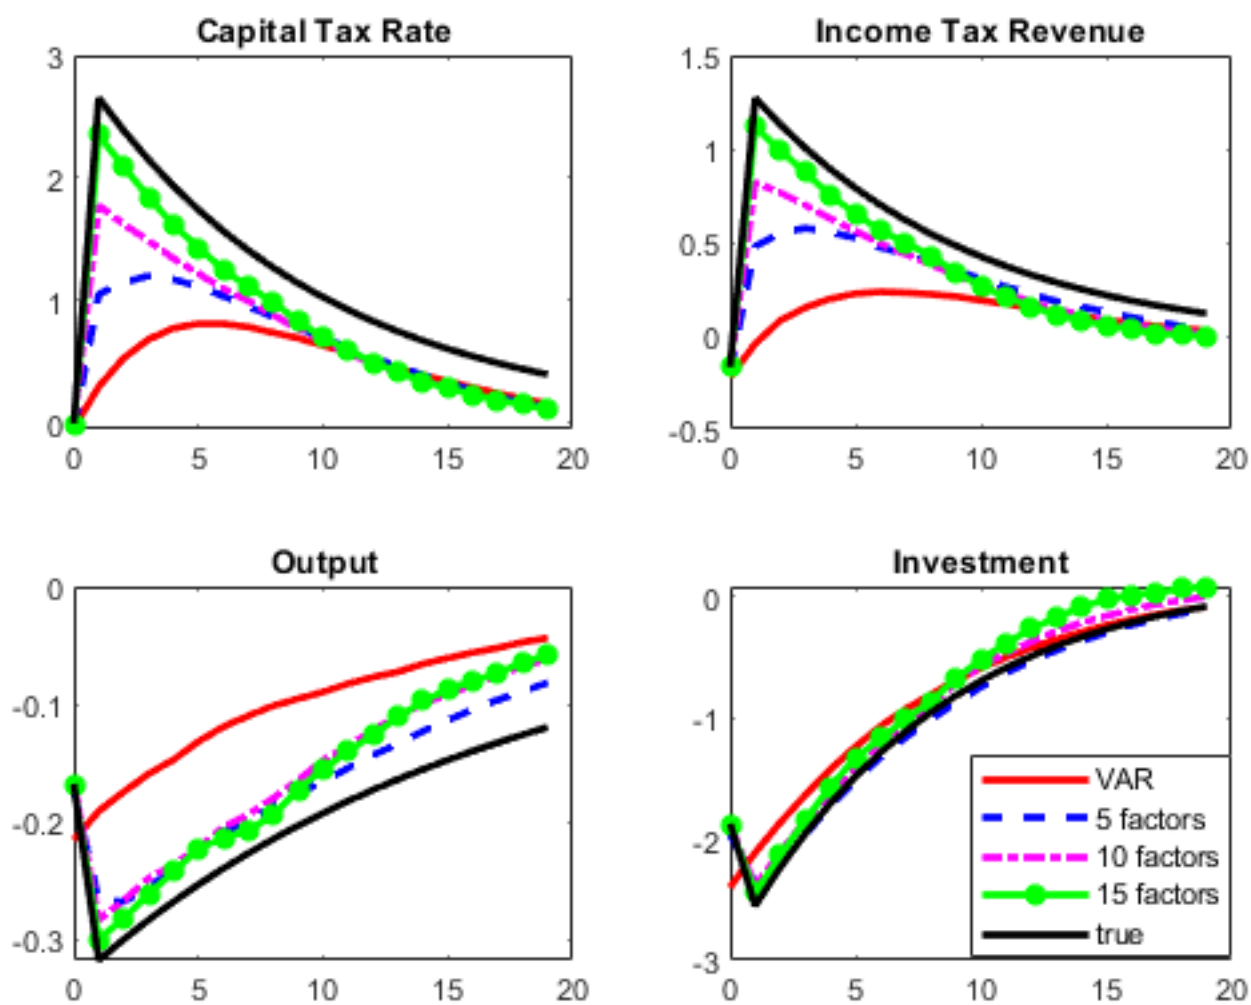 Capital Tax Rate
3
2
1
0
0 5 10 15 20
Income Tax Revenue
1.5
1
0.5
0
-0.5
0 5 10 15 20
Output
0
-0.1
-0.2
-0.3
0 5 10 15 20
Investment
0
-1
-2
-3
0 5 10 15 20
VAR
5 factors
10 factors
15 factors
true